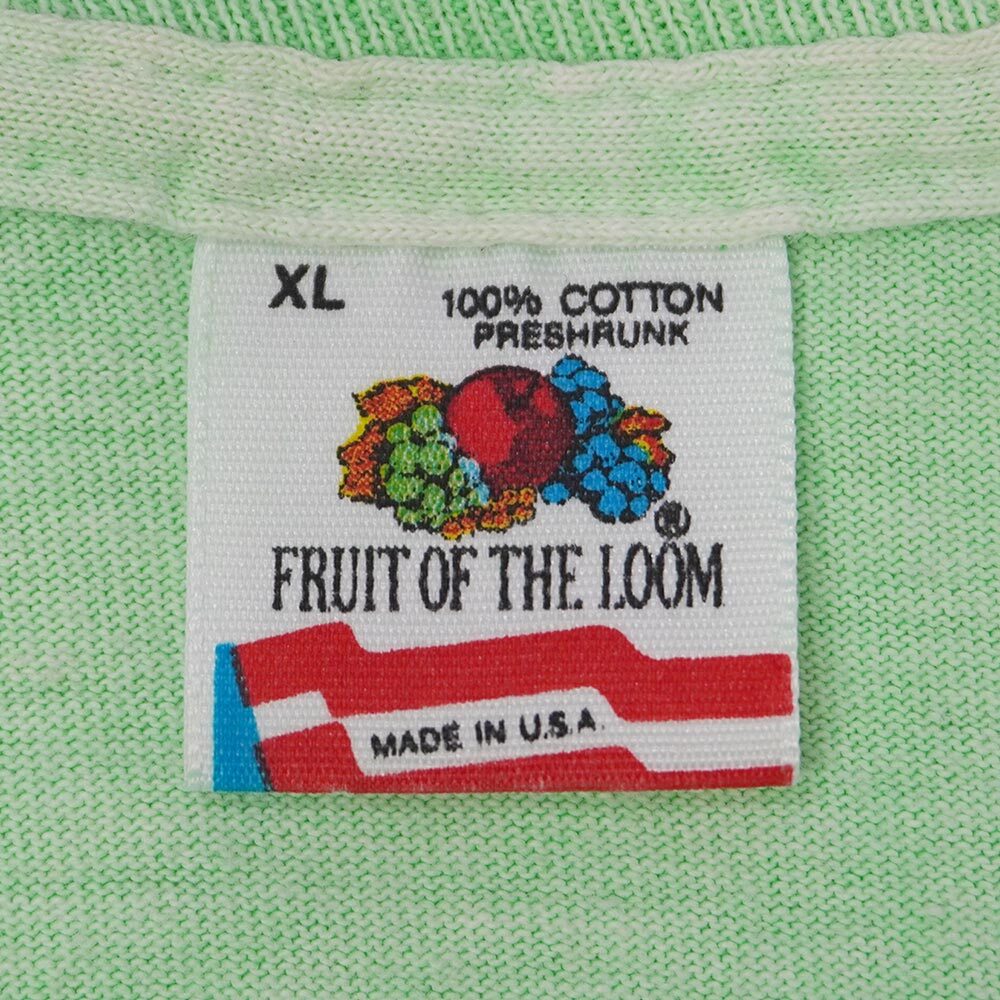 XL
100% COTTON
PRESHRUNK
®
FRUIT OF THE LOOM
MADE IN U.S.A.